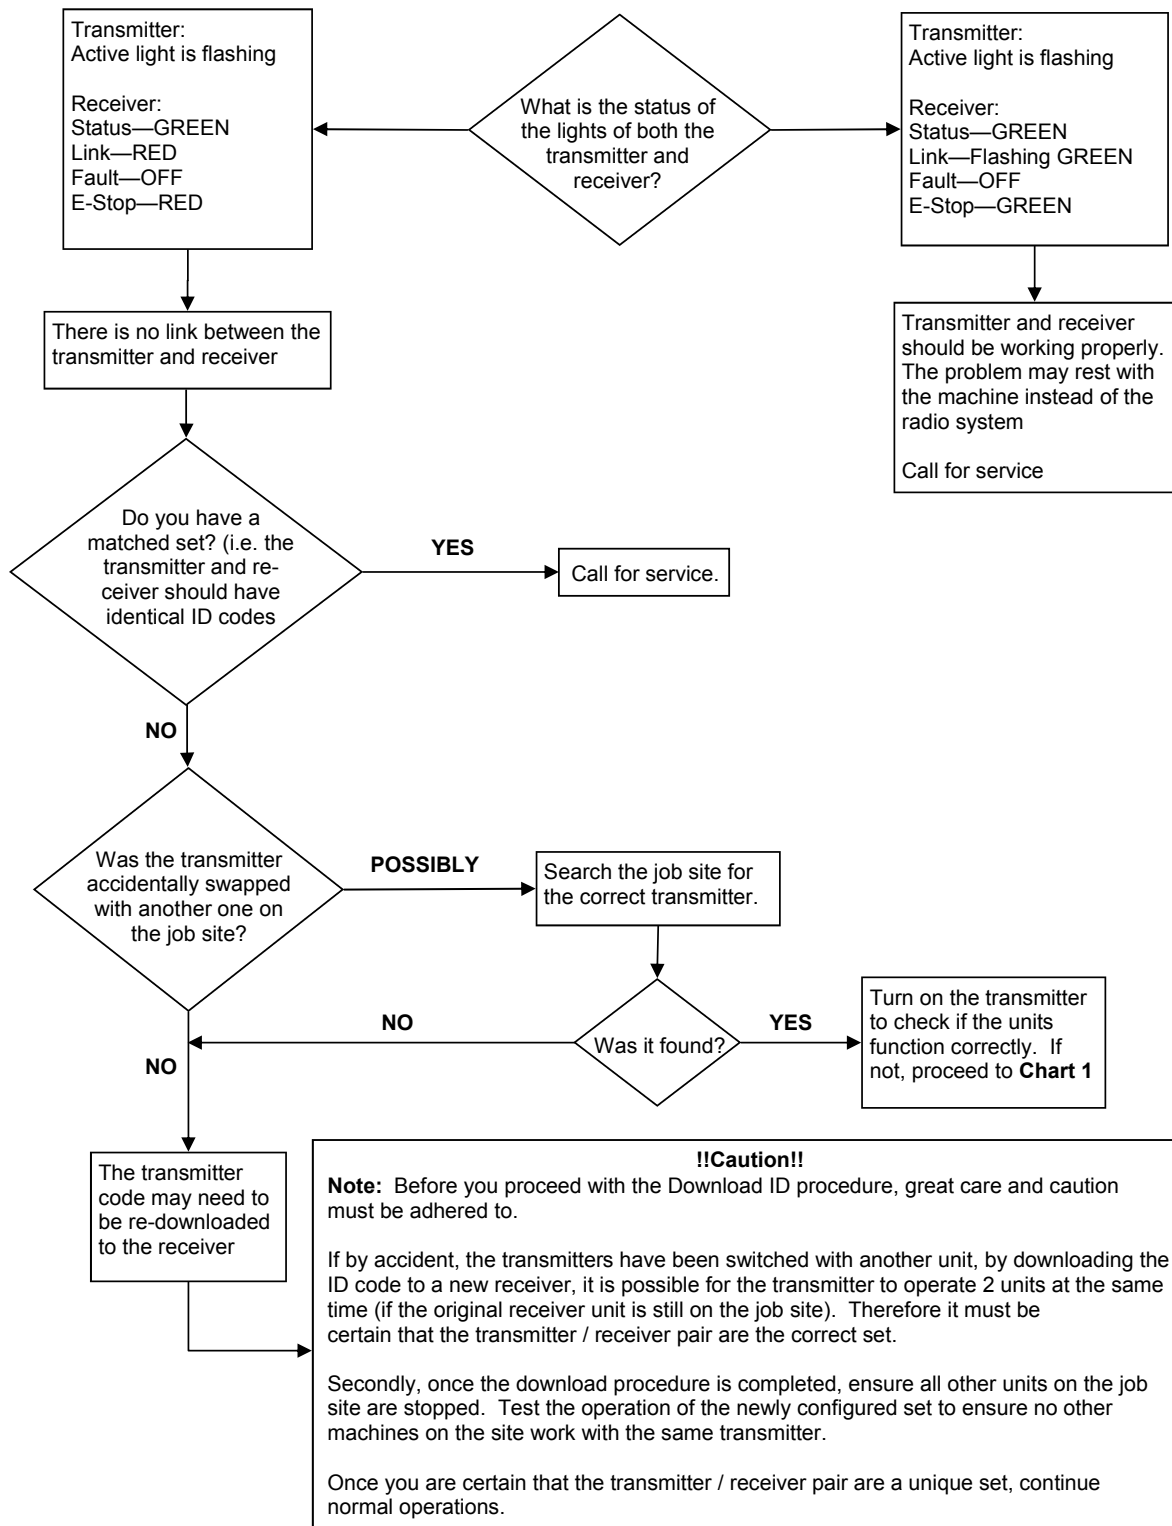 Transmitter:
Active light is flashing
Receiver:
Status—GREEN
Link—RED
Fault—OFF
E-Stop—RED
What is the status of
the lights of both the
transmitter and
receiver?
Transmitter:
Active light is flashing
Receiver:
Status—GREEN
Link—Flashing GREEN
Fault—OFF
E-Stop—GREEN
There is no link between the
transmitter and receiver
Transmitter and receiver
should be working properly.
The problem may rest with
the machine instead of the
radio system
Call for service
Do you have a
matched set? (i.e. the
transmitter and re-
ceiver should have
identical ID codes
YES
Call for service.
NO
Was the transmitter
accidentally swapped
with another one on
the job site?
POSSIBLY
Search the job site for
the correct transmitter.
Was it found?
NO
YES
Turn on the transmitter
to check if the units
function correctly.  If
not, proceed to Chart 1
NO
The transmitter
code may need to
be re-downloaded
to the receiver
!!Caution!!
Note:  Before you proceed with the Download ID procedure, great care and caution
must be adhered to.
If by accident, the transmitters have been switched with another unit, by downloading the
ID code to a new receiver, it is possible for the transmitter to operate 2 units at the same
time (if the original receiver unit is still on the job site).  Therefore it must be
certain that the transmitter / receiver pair are the correct set.
Secondly, once the download procedure is completed, ensure all other units on the job
site are stopped.  Test the operation of the newly configured set to ensure no other
machines on the site work with the same transmitter.
Once you are certain that the transmitter / receiver pair are a unique set, continue
normal operations.